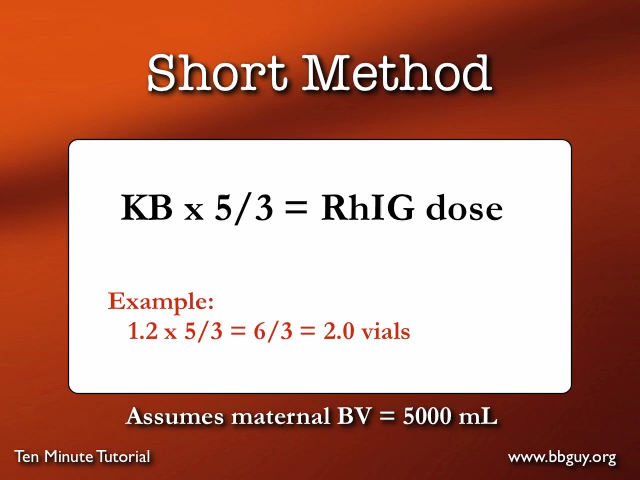 Short Method
KB x 5/3 = RhIG dose
Example:
1.2 x 5/3 = 6/3 = 2.0 vials
Assumes maternal BV = 5000 mL
Ten Minute Tutorial
www.bbguy.org